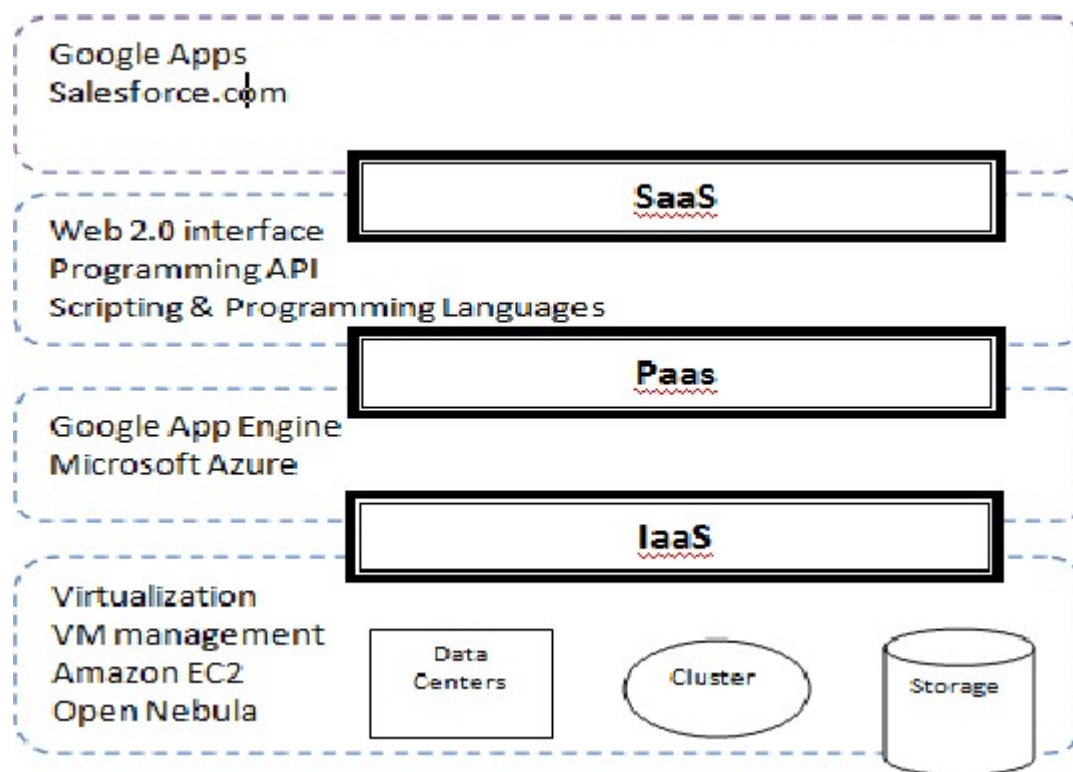 Google Apps
Salesforce.com
SaaS
Web 2.0 interface
Programming API
Scripting & Programming Languages
Paas
Google App Engine
Microsoft Azure
IaaS
Virtualization
VM management
Amazon EC2
Open Nebula
Data
Centers
Cluster
Storage